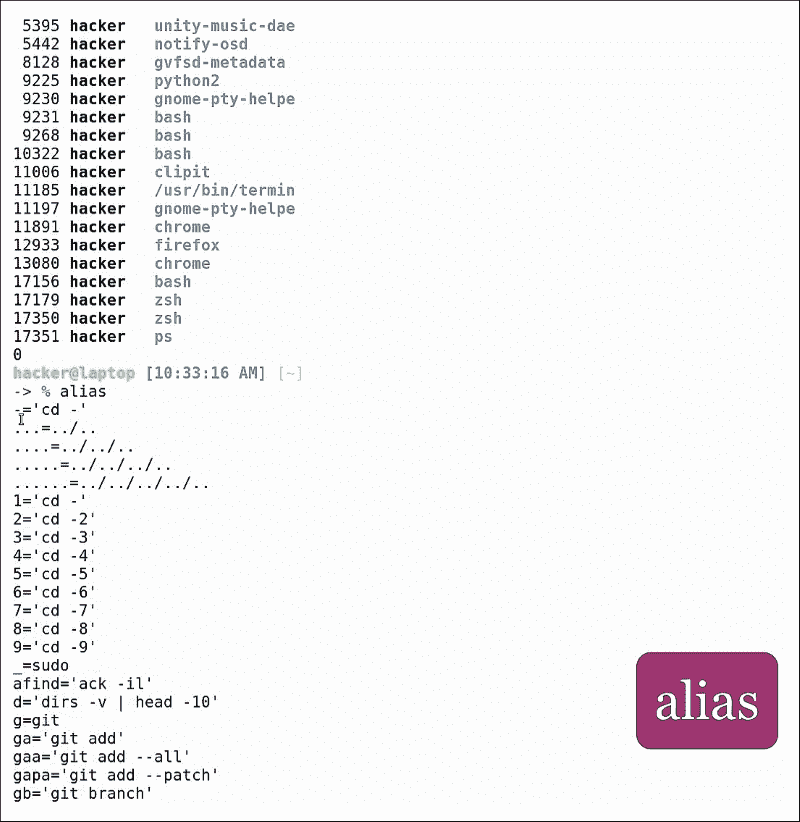 5395 hacker   unity-music-dae
5442 hacker   notify-osd
8128 hacker   gvfsd-metadata
9225 hacker   python2
9230 hacker   gnome-pty-helpe
9231 hacker   bash
9268 hacker   bash
10322 hacker   bash
11006 hacker   clipit
11185 hacker   /usr/bin/termin
11197 hacker   gnome-pty-helpe
11891 hacker   chrome
12933 hacker   firefox
13080 hacker   chrome
17156 hacker   bash
17179 hacker   zsh
17350 hacker   zsh
17351 hacker   ps
0
hacker@laptop [10:33:16 AM] [~]
-> % alias
-='cd -'
...=../..
....=../../..
.....=../../../..
......=../../../../..
1='cd -'
2='cd -2'
3='cd -3'
4='cd -4'
5='cd -5'
6='cd -6'
7='cd -7'
8='cd -8'
9='cd -9'
_=sudo
afind='ack -il'
d='dirs -v | head -10'
g=git
ga='git add'
gaa='git add --all'
gapa='git add --patch'
gb='git branch'
alias